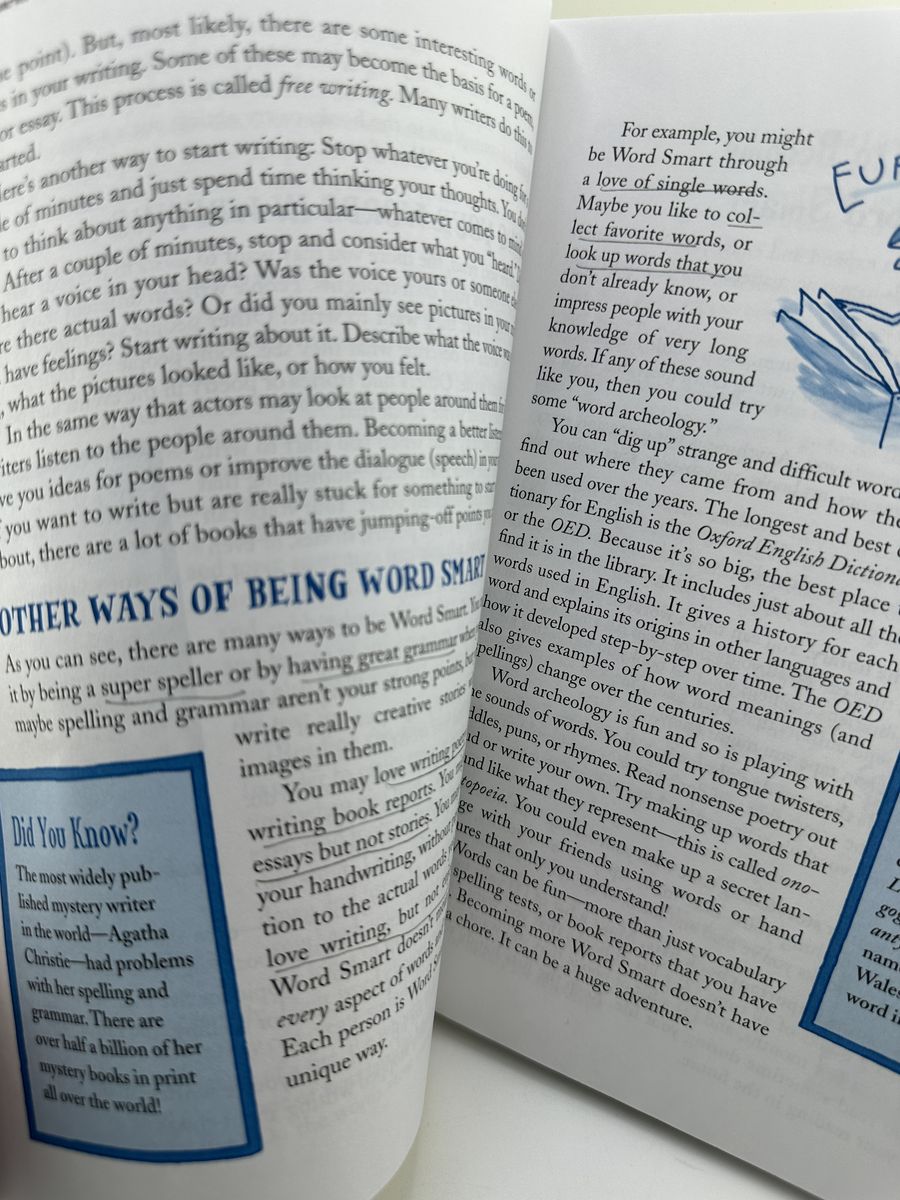 e point). But, most likely, there are some interesting words or
s in your writing. Some of these may become the basis for a poem,
or essay. This process is called free writing. Many writers do this to
arted.
ere's another way to start writing: Stop whatever you're doing for
le of minutes and just spend time thinking your thoughts. You
to think about anything in particular—whatever comes to mind
After a couple of minutes, stop and consider what you "heard."
hear a voice in your head? Was the voice yours or someone
re there actual words? Or did you mainly see pictures in your
have feelings? Start writing about it. Describe what the voice
, what the pictures looked like, or how you felt.
In the same way that actors may look at people around them
iters listen to the people around them. Becoming a better
ve you ideas for poems or improve the dialogue (speech) in
you want to write but are really stuck for something to
bout, there are a lot of books that have jumping-off points
OTHER WAYS OF BEING WORD SMART
As you can see, there are many ways to be Word Smart.
it by being a super speller or by having great grammar
maybe spelling and grammar aren't your strong points,
write really creative stories
images in them.
You may love writing
writing book reports. You
essays but not stories. You
your handwriting, without
tion to the actual words
love writing, but not
Word Smart doesn't
every aspect of words
Each person is Word
unique way.
Did You Know?
The most widely pub-
lished mystery writer
in the world—Agatha
Christie—had problems
with her spelling and
grammar. There are
over half a billion of her
mystery books in print
all over the world!
For example, you might
be Word Smart through
a love of single words.
Maybe you like to col-
lect favorite words, or
look up words that you
don't already know, or
impress people with your
knowledge of very long
words. If any of these sound
like you, then you could try
some "word archeology."
You can "dig up" strange and difficult word
find out where they came from and how the
been used over the years. The longest and best
tionary for English is the Oxford English Diction
or the OED. Because it's so big, the best place
find it is in the library. It includes just about all the
words used in English. It gives a history for each
word and explains its origins in other languages and
how it developed step-by-step over time. The OED
also gives examples of how word meanings (and
pellings) change over the centuries.
Word archeology is fun and so is playing with
he sounds of words. You could try tongue twisters,
ddles, puns, or rhymes. Read nonsense poetry out
d or write your own. Try making up words that
nd like what they represent—this is called ono-
topoeia. You could even make up a secret lan-
ge with your friends using words or hand
ures that only you understand!
Words can be fun—more than just vocabulary
spelling tests, or book reports that you have
. Becoming more Word Smart doesn't have
a chore. It can be a huge adventure.
EUR
L
gog
ant
nam
Wales
word i